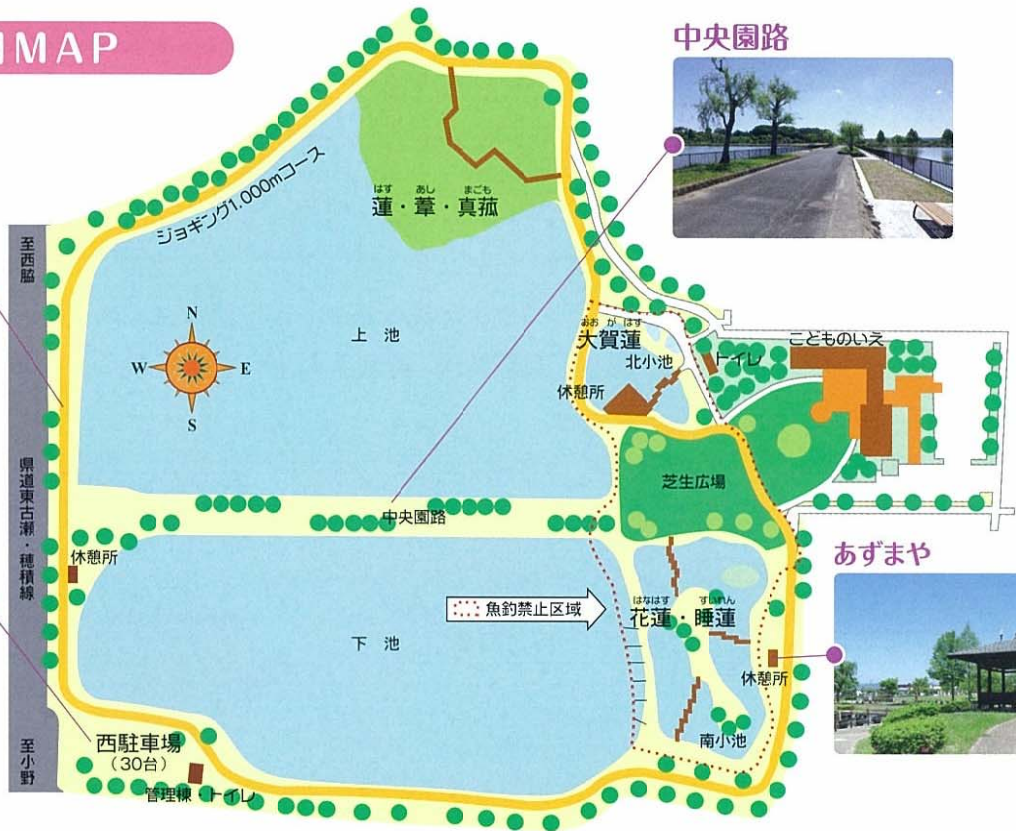 MAP
中央園路
ジョギング1.000mコース
はす あし まこも
蓮・葦・真菰
至西脇
上池
N
W E
S
おおがはす
大賀蓮
北小池
トイレ
こどものいえ
休憩所
芝生広場
県道東古瀬・穂積線
中央園路
休憩所
あずまや
魚釣禁止区域
はなはす すいれん
花蓮・睡蓮
下池
休憩所
南小池
西駐車場
(30台)
至小野
管理棟・トイレ